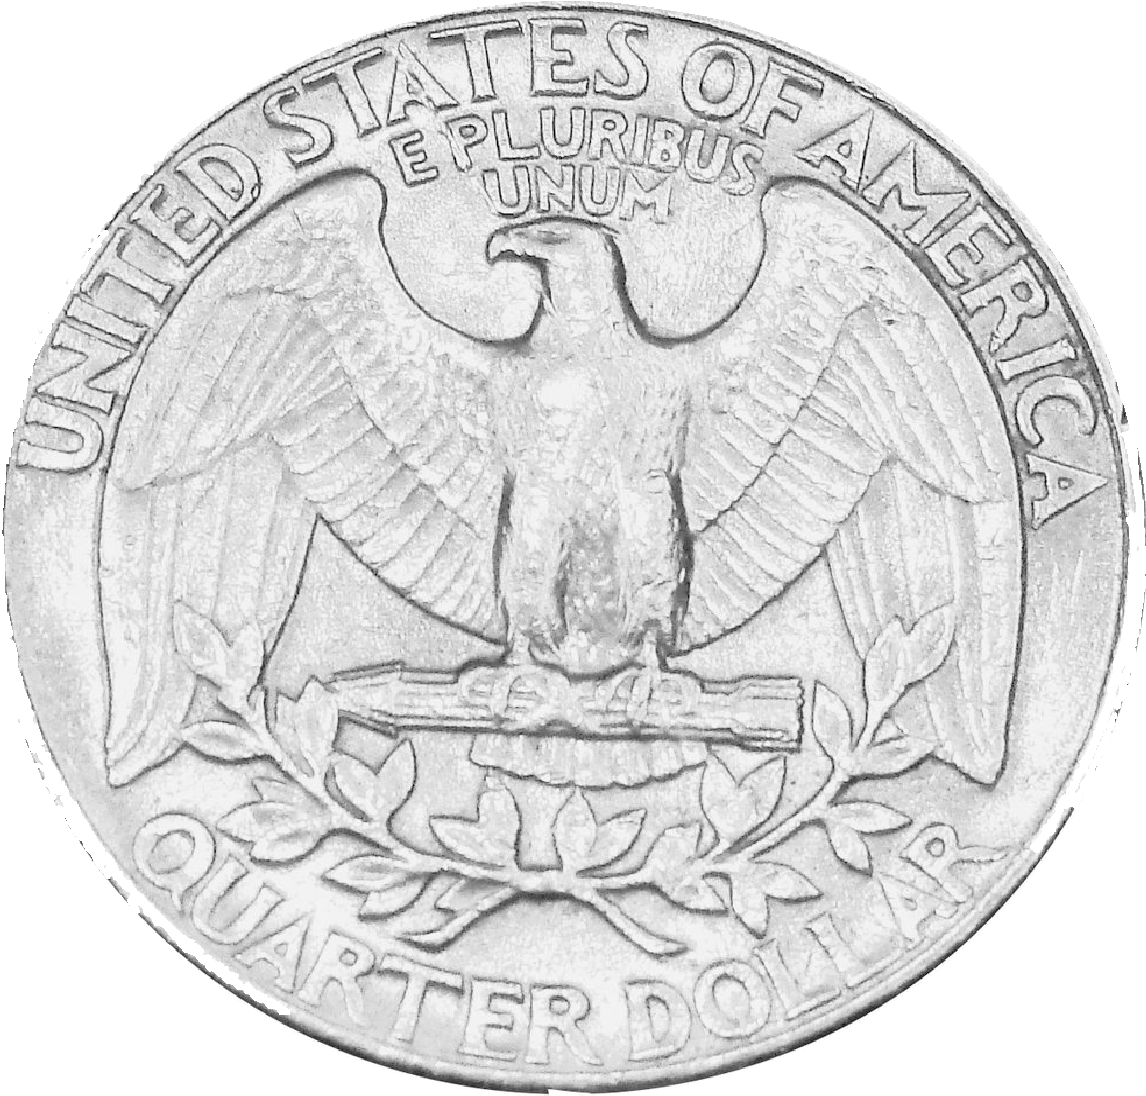 UNITED STATES OF AMERICA
E PLURIBUS
UNUM
QUARTER DOLLAR